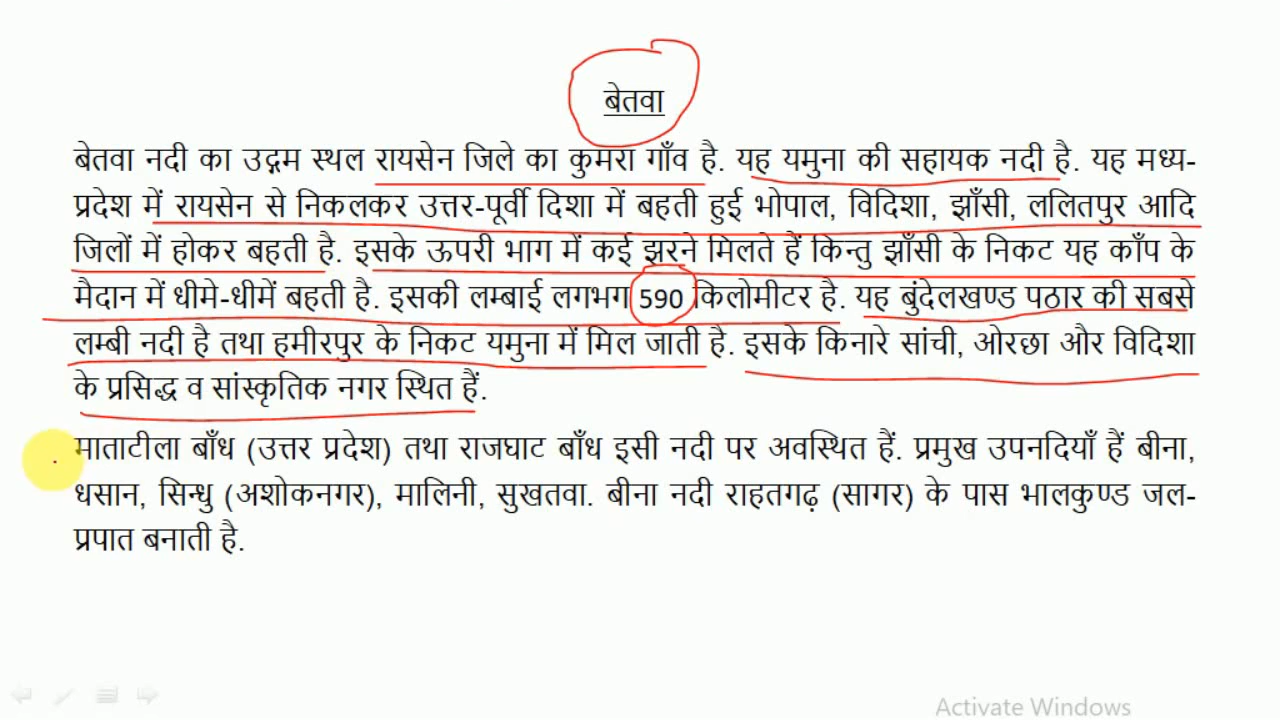 बेतवा
बेतवा नदी का उद्गम स्थल रायसेन जिले का कुमरा गाँव है. यह यमुना की सहायक नदी है. यह मध्य-
प्रदेश में रायसेन से निकलकर उत्तर-पूर्वी दिशा में बहती हुई भोपाल, विदिशा, झाँसी, ललितपुर आदि
जिलों में होकर बहती है. इसके ऊपरी भाग में कई झरने मिलते हैं किन्तु झाँसी के निकट यह काँप के
मैदान में धीमे-धीमें बहती है. इसकी लम्बाई लगभग 590 किलोमीटर है. यह बुंदेलखण्ड पठार की सबसे
लम्बी नदी है तथा हमीरपुर के निकट यमुना में मिल जाती है. इसके किनारे सांची, ओरछा और विदिशा
के प्रसिद्ध व सांस्कृतिक नगर स्थित हैं.
माताटीला बाँध (उत्तर प्रदेश) तथा राजघाट बाँध इसी नदी पर अवस्थित हैं. प्रमुख उपनदियाँ हैं बीना,
धसान, सिन्धु (अशोकनगर), मालिनी, सुखतवा. बीना नदी राहतगढ़ (सागर) के पास भालकुण्ड जल-
प्रपात बनाती है.
Activate Windows